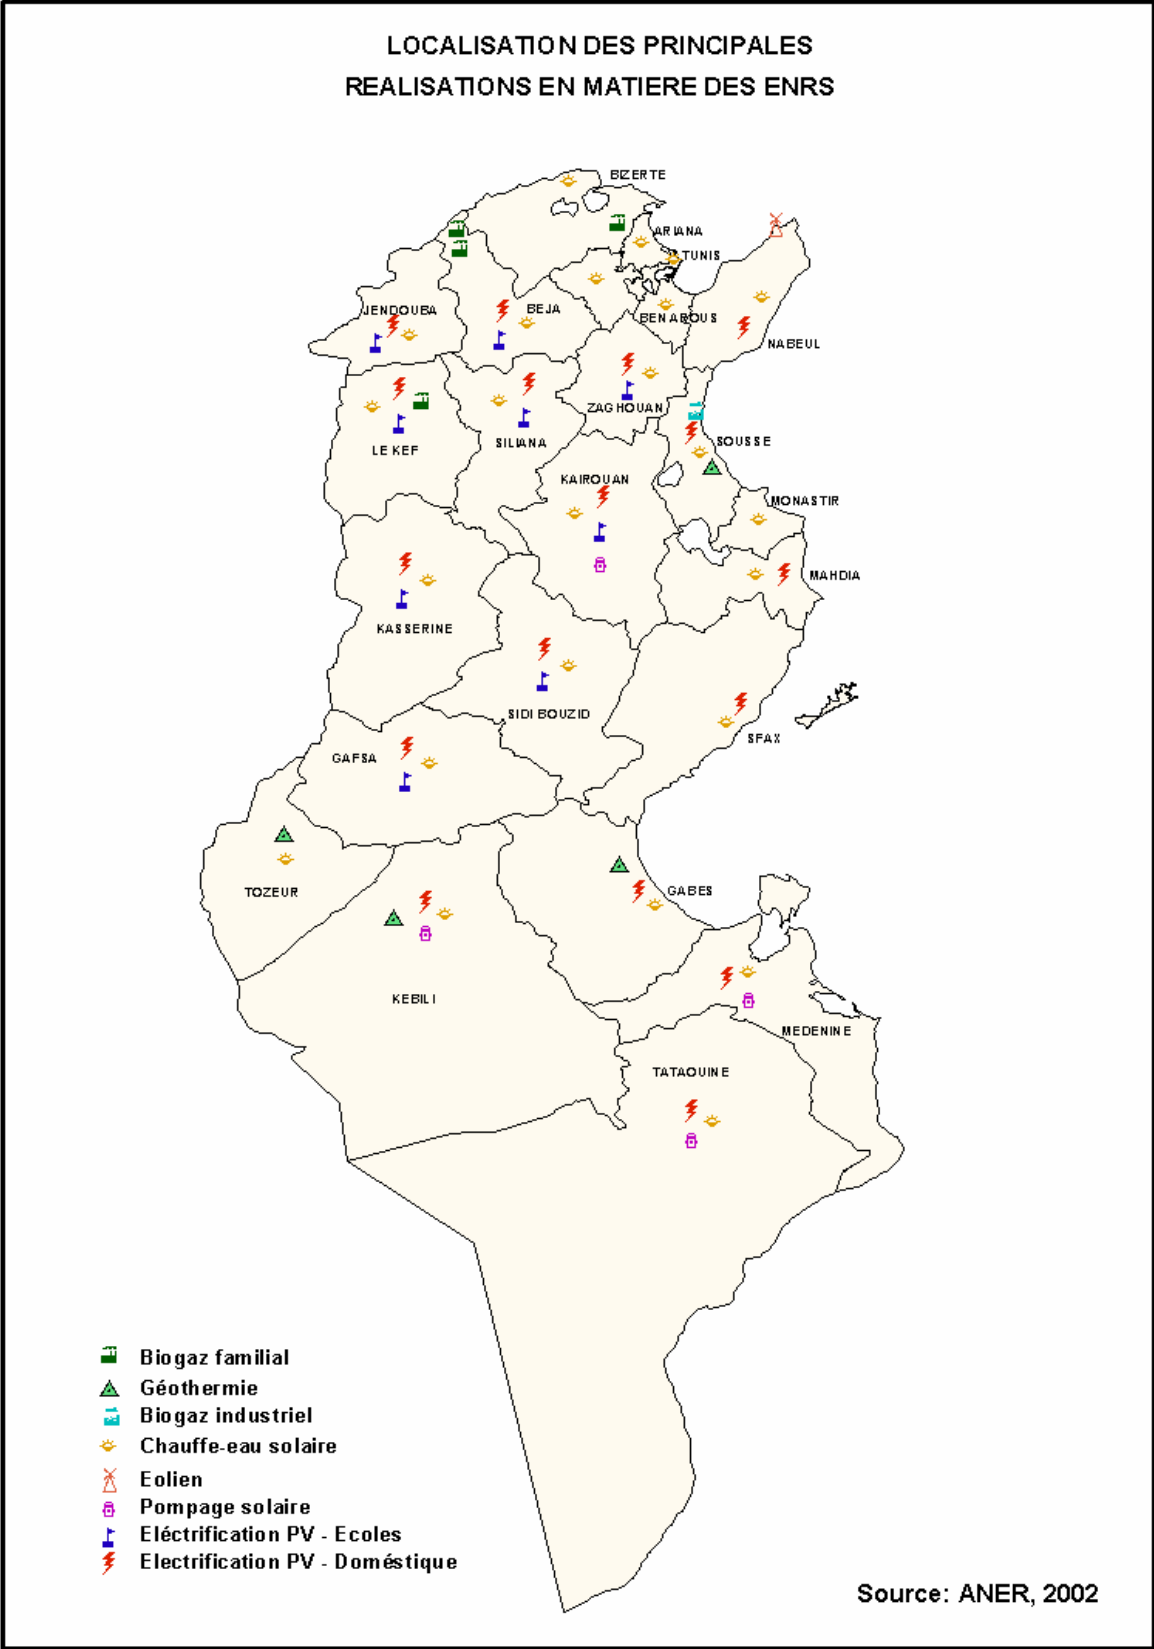 LOCALISATION DES PRINCIPALES
REALISATIONS EN MATIERE DES ENRS
BIZERTE
ARIANA
TUNIS
JENDOUBA
BEJA
BEN AROUS
NABEUL
ZAGHOUAN
LE KEF
SILIANA
SOUSSE
KAIROUAN
MONASTIR
MAHDIA
KASSERINE
SIDI BOUZID
SFAX
GAFSA
TOZEUR
GABES
KEBILI
MEDENINE
TATAOUINE
Biogaz familial
Géothermie
Biogaz industriel
Chauffe-eau solaire
Eolien
Pompage solaire
Eléctrification PV - Ecoles
Electrification PV - Doméstique
Source: ANER, 2002